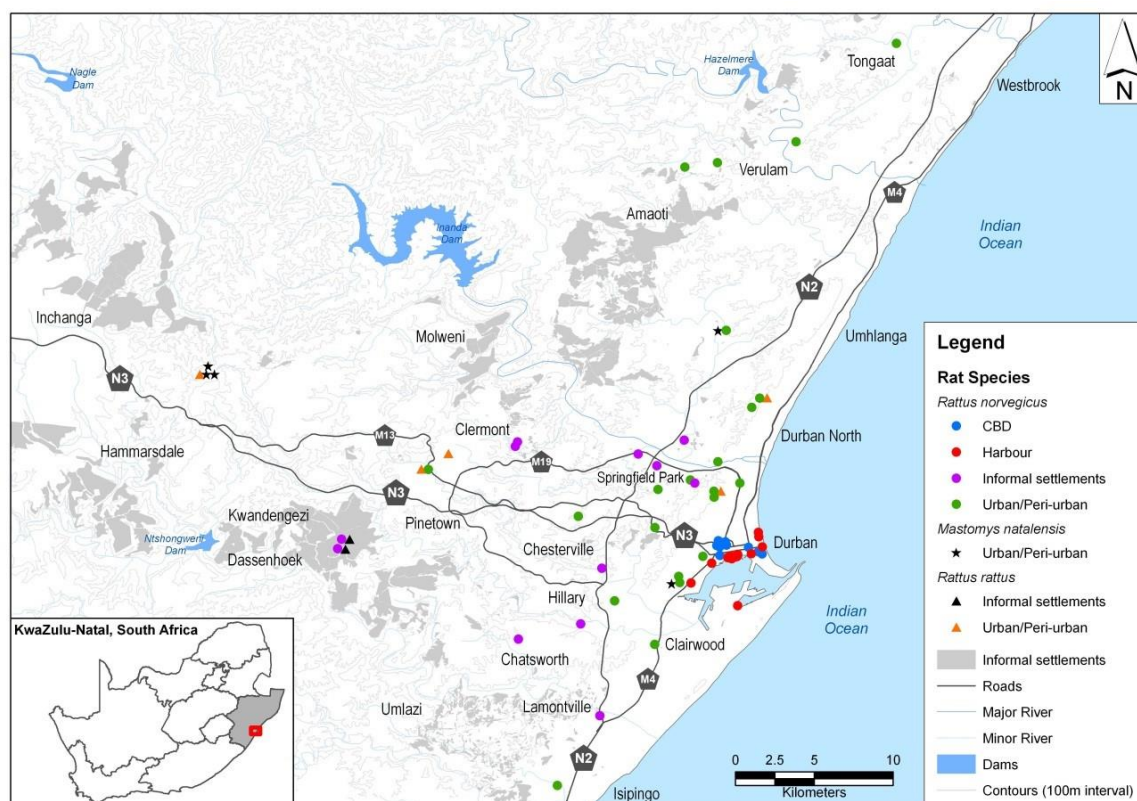 Nagle
Dam
Hazelmere
Dam
Tongaat
N
Westbrook
Verulam
M4
Amaoti
Inanda
Dam
Indian
Ocean
N2
Inchanga
Molweni
Umhlanga
N3
Legend
Rat Species
Rattus norvegicus
CBD
Harbour
Informal settlements
Urban/Peri-urban
Mastomys natalensis
Urban/Peri-urban
Rattus rattus
Informal settlements
Urban/Peri-urban
Informal settlements
Roads
Major River
Minor River
Dams
Contours (100m interval)
Clermont
M13
Durban North
Hammarsdale
M19
Springfield Park
N3
Kwandengezi
Pinetown
Ntshongweni
Dam
Dassenhoek
Chesterville
N3
Durban
Hillary
Indian
Ocean
KwaZulu-Natal, South Africa
Clairwood
Chatsworth
M4
Lamontville
Umlazi
N2
0 2.5 5 10
Kilometers
Isipingo